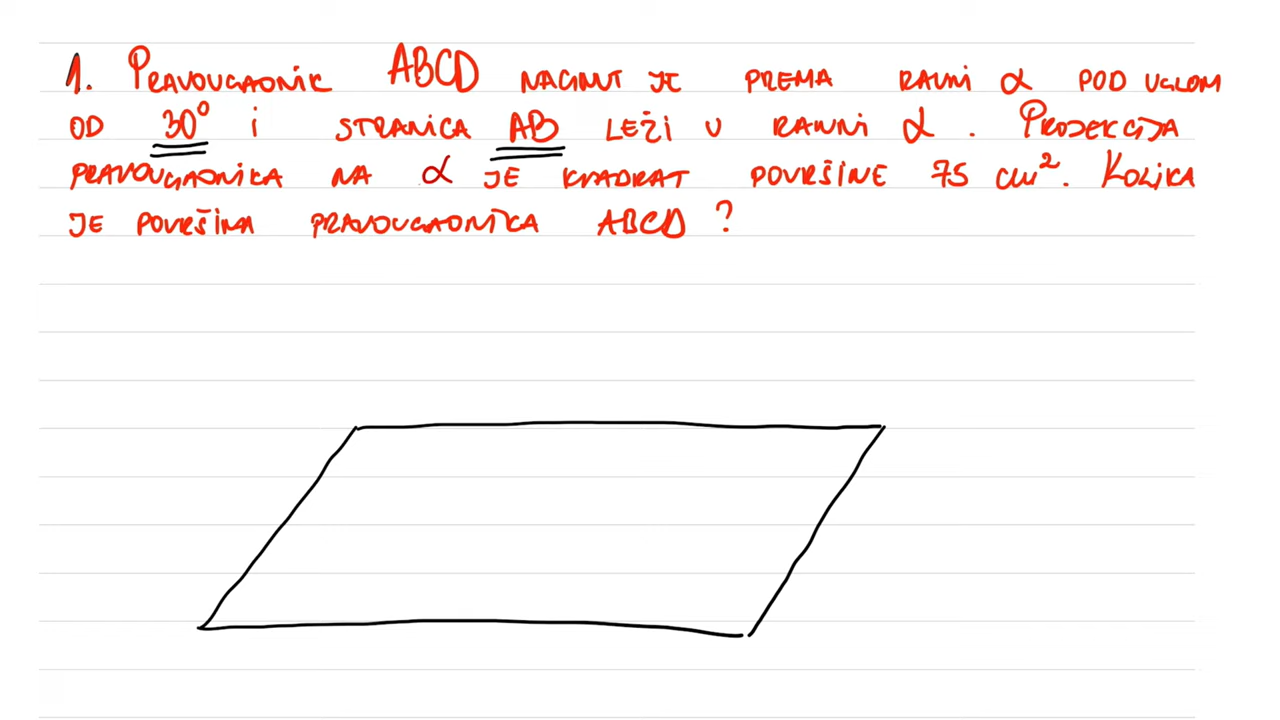 1. PRAVOUGAONIK ABCD NAGNUT JE PREMA RAVNI α POD UGLOM
OD 30° I STRANICA AB LEŽI U RAVNI α. PROJEKCIJA
PRAVOUGAONIKA NA α JE KVADRAT POVRŠINE 75 cm². KOLIKA
JE POVRŠINA PRAVOUGAONIKA ABCD?